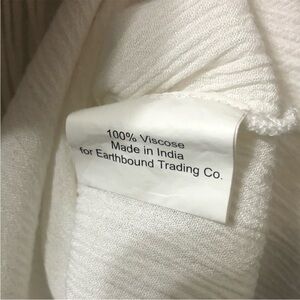 100% Viscose
Made in India
for Earthbound Trading Co.